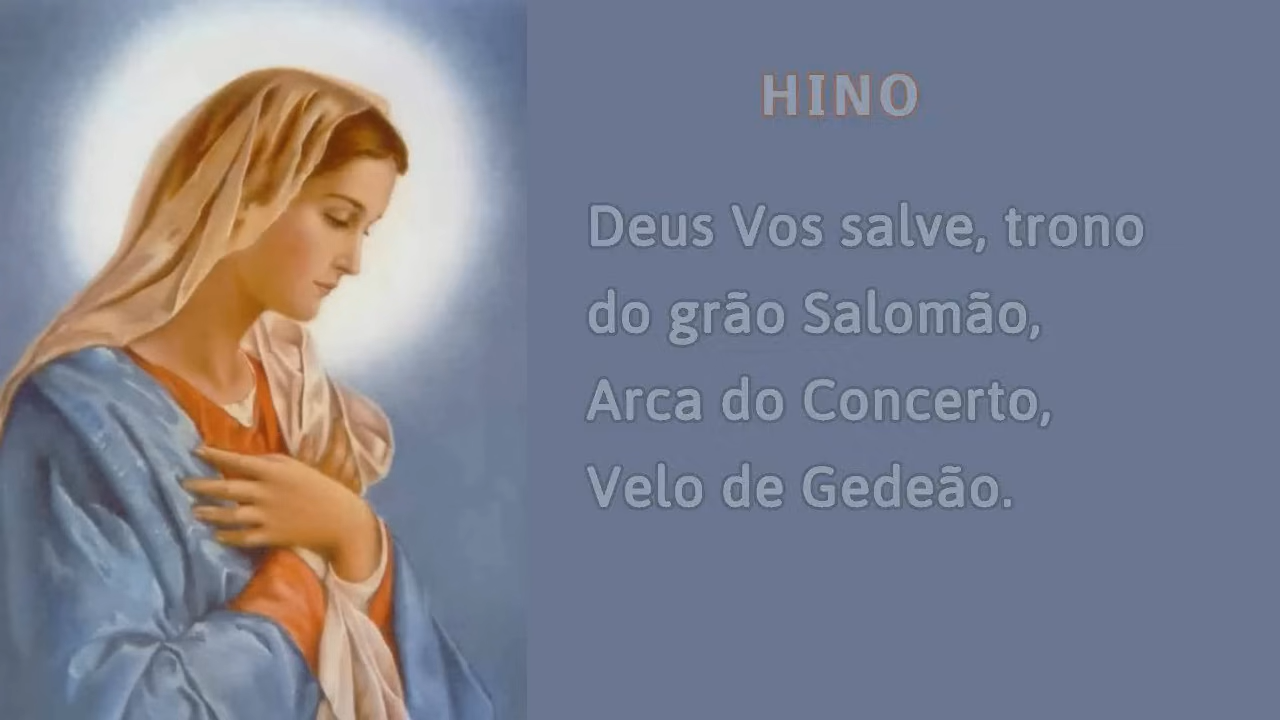 HINO
Deus Vos salve, trono
do grão Salomão,
Arca do Concerto,
Velo de Gedeão.